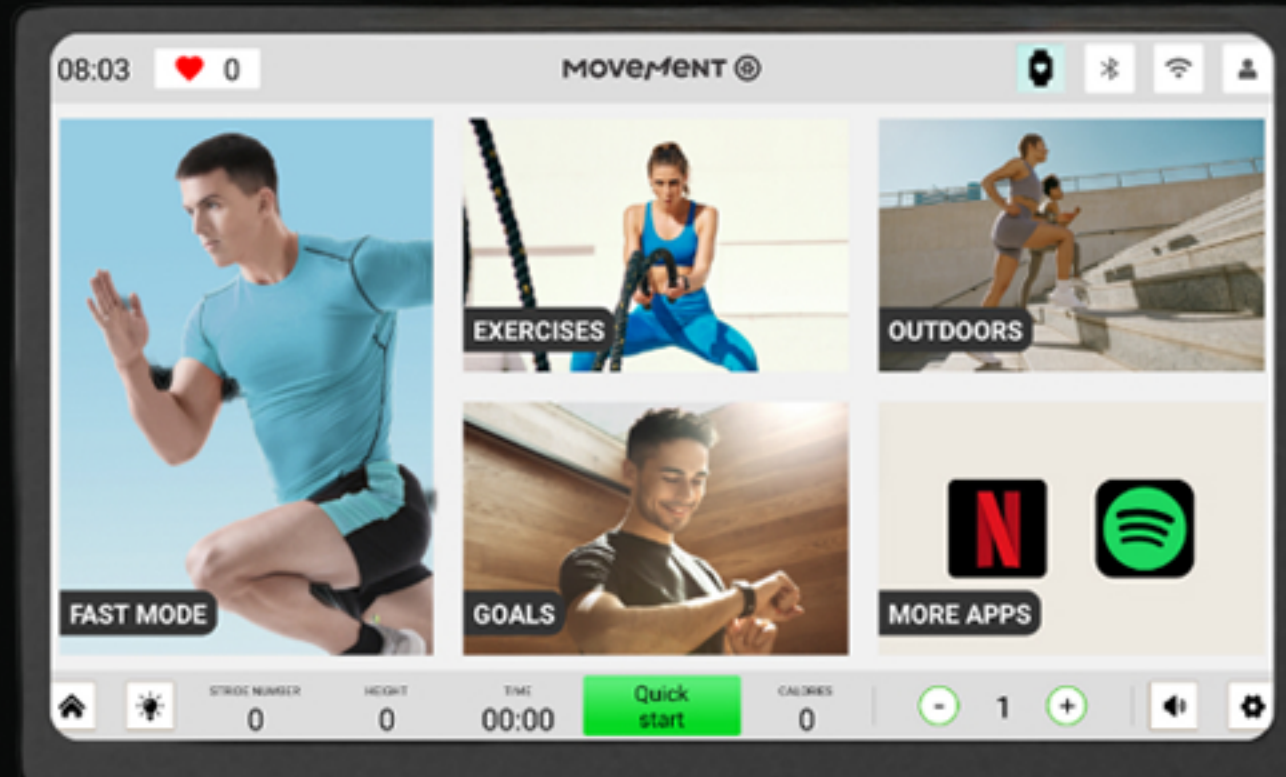 08:03
0
MOVEMENT
EXERCISES
OUTDOORS
FAST MODE
GOALS
N
MORE APPS
STRIDE NUMBER
0
HEIGHT
0
TIME
00:00
Quick
start
CALORIES
0
-
1
+